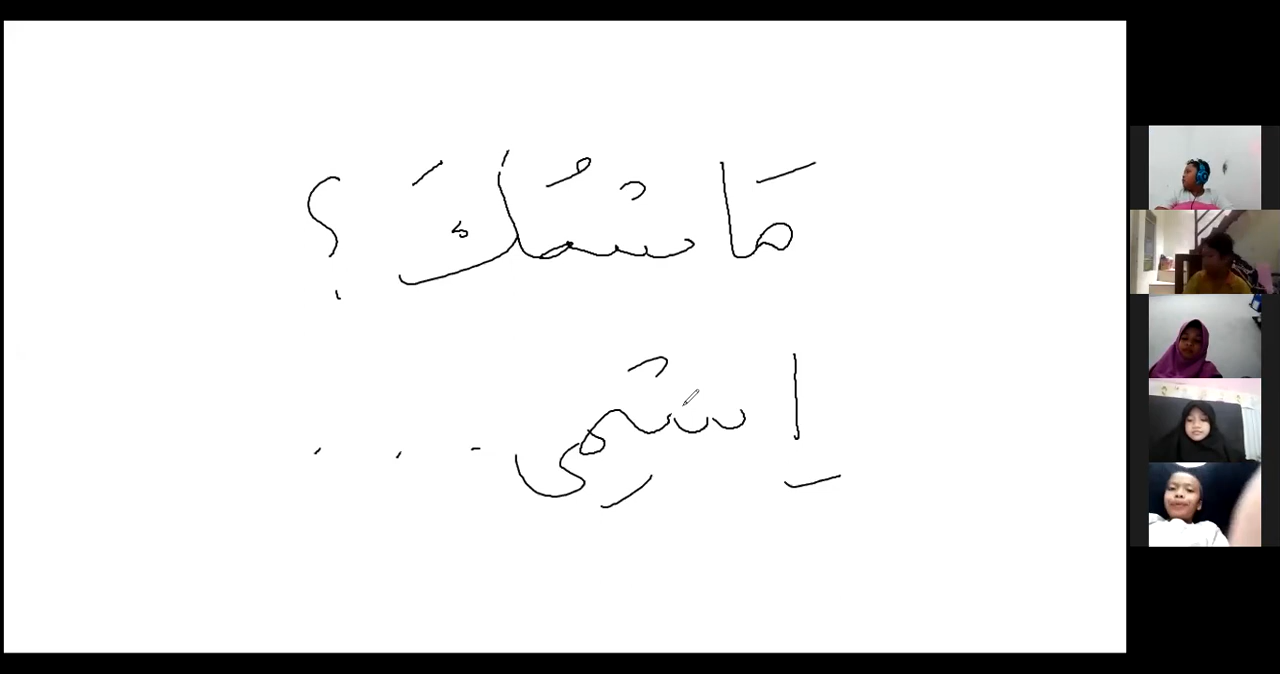 مَاسْمُكَ ؟
اِسْمِى . . .